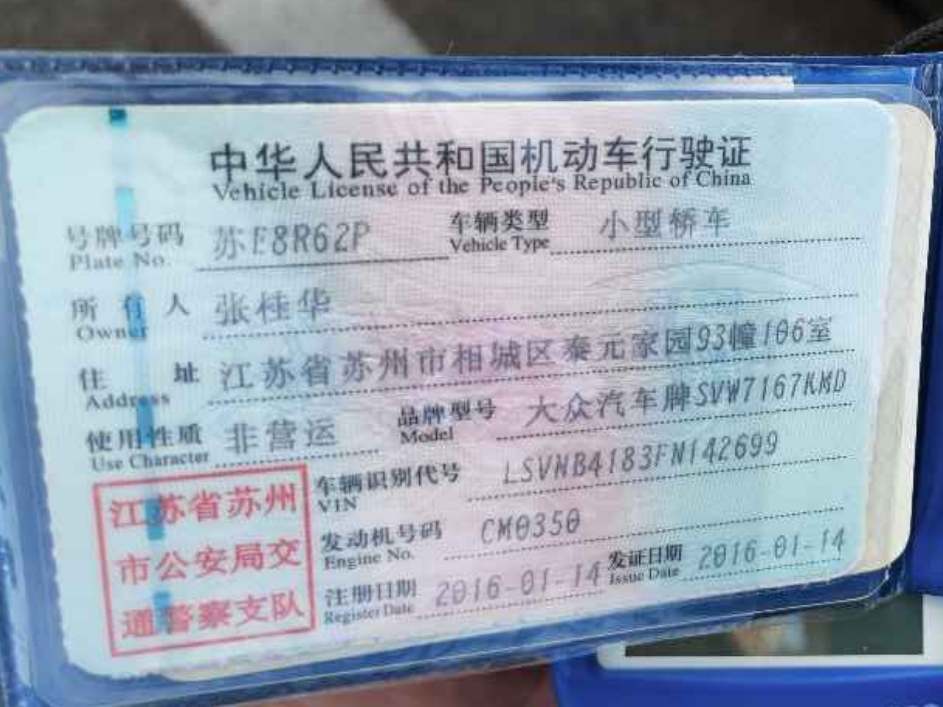 中华人民共和国机动车行驶证
Vehicle License of the People's Republic of China
号牌号码 苏E8R62P 车辆类型 小型轿车
Plate No. Vehicle Type
所有人 张桂华
Owner
住址 江苏省苏州市相城区泰元家园93幢106室
Address
使用性质 非营运 品牌型号 大众汽车牌SVW7167KMD
Use Character Model
车辆识别代号 LSVNB4183FN142699
VIN
发动机号码 CM0350
Engine No.
注册日期 2016-01-14 发证日期 2016-01-14
Register Date Issue Date
江苏省苏州
市公安局交
通警察支队